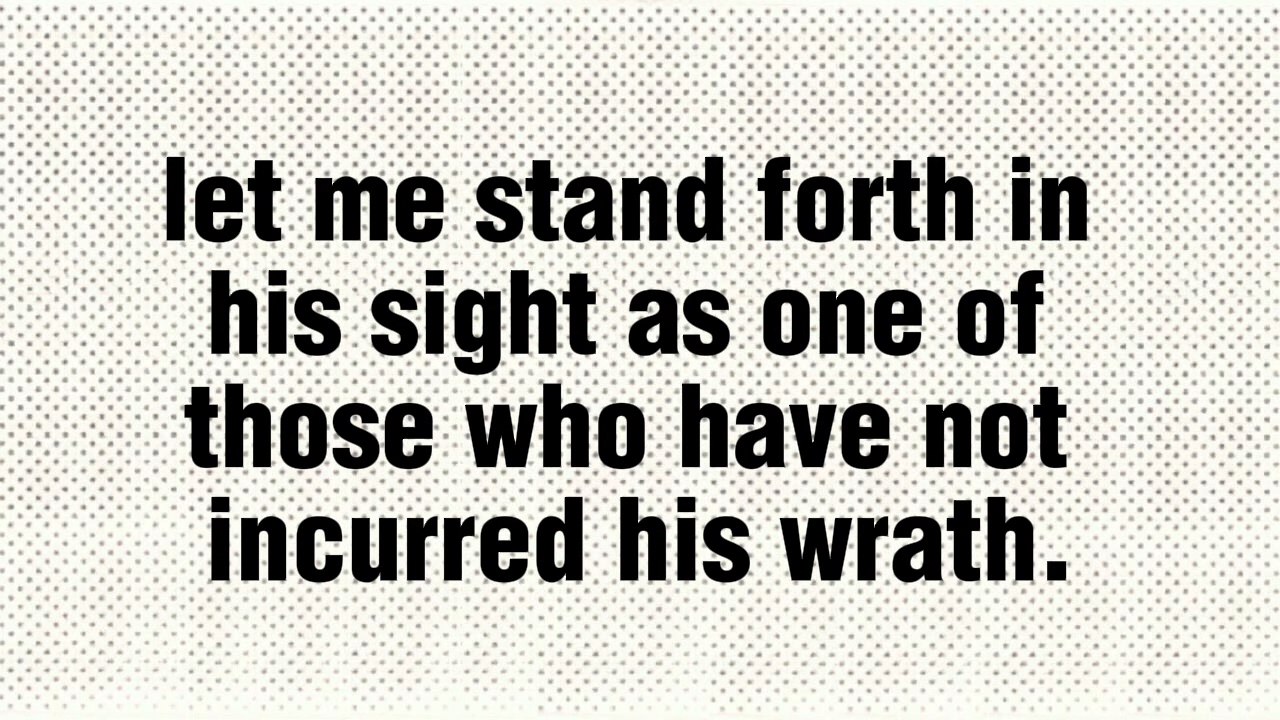 let me stand forth in
his sight as one of
those who have not
incurred his wrath.